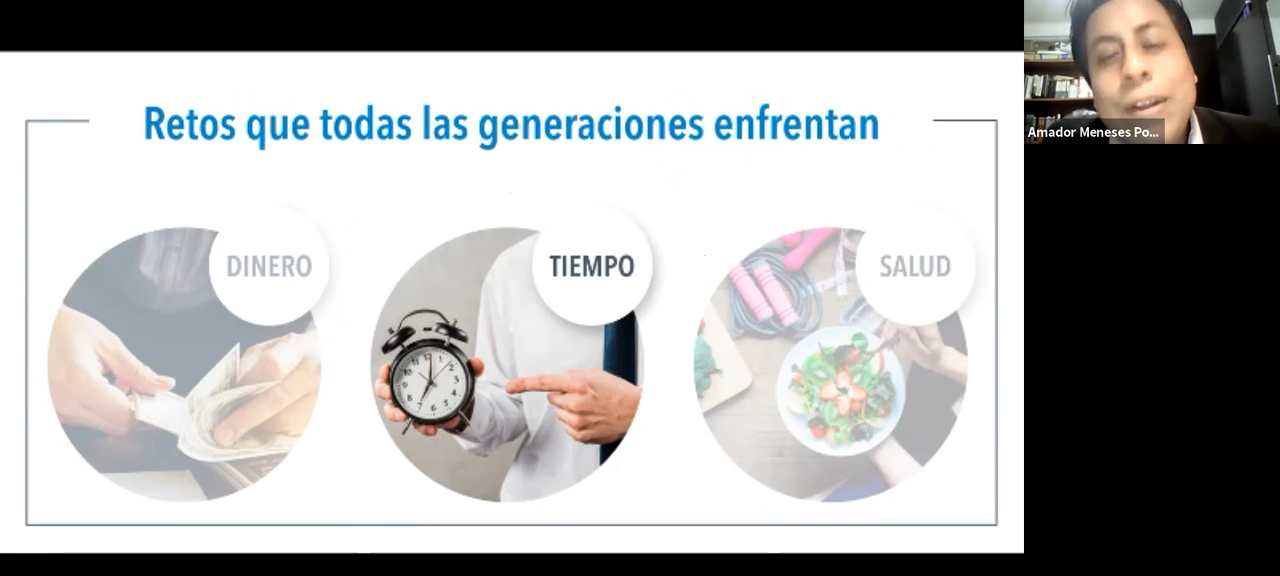 Retos que todas las generaciones enfrentan
DINERO
TIEMPO
SALUD
Amador Meneses Po...